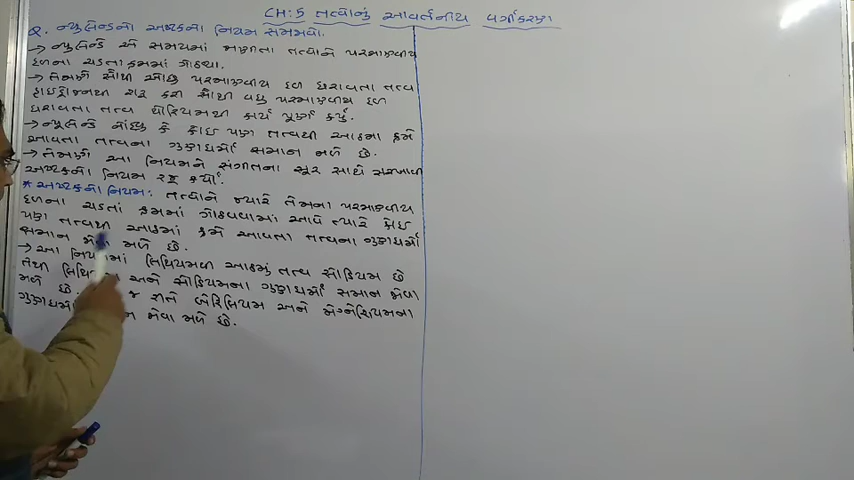 CH:5 તત્વોનું આવર્તનીય વર્ગીકરણ
Q. ન્યુલેન્ડનો અષ્ટકનો નિયમ સમજાવો.
→ ન્યુલેન્ડે એ સમયમાં જાણીતા તત્વોને પરમાણ્વીય
દળના ચડતા ક્રમમાં ગોઠવ્યા.
→ તેમણે સૌથી ઓછુ પરમાણ્વીય દળ ધરાવતા તત્વ
હાઇડ્રોજનથી શરૂ કરી સૌથી વધુ પરમાણ્વીય દળ
ધરાવતા તત્વ થોરિયમથી કાર્ય પૂર્ણ કર્યું.
→ ન્યુલેન્ડે નોંધ્યુ કે કોઇ પણ તત્વથી આઠમા ક્રમે
આવતા તત્વના ગુણધર્મો સમાન મળે છે.
→ તેમણે આ નિયમને સંગીતના સૂર સાથે સરખાવી
અષ્ટકનો નિયમ રજૂ કર્યો.
* અષ્ટકનો નિયમ: તત્વોને જ્યારે તેમના પરમાણ્વીય
દળના ચડતાં ક્રમમાં ગોઠવવામાં આવે ત્યારે કોઇ
પણ તત્વથી આઠમાં ક્રમે આવતા તત્વના ગુણધર્મો
સમાન જોવા મળે છે.
→ આ નિયમમાં લિથિયમથી આઠમું તત્વ સોડિયમ છે
તેથી અને સોડિયમના ગુણધર્મો સમાન જોવા
મળે છે. જ રીતે બેરિલિયમ અને મેગ્નેશિયમના
જોવા મળે છે.